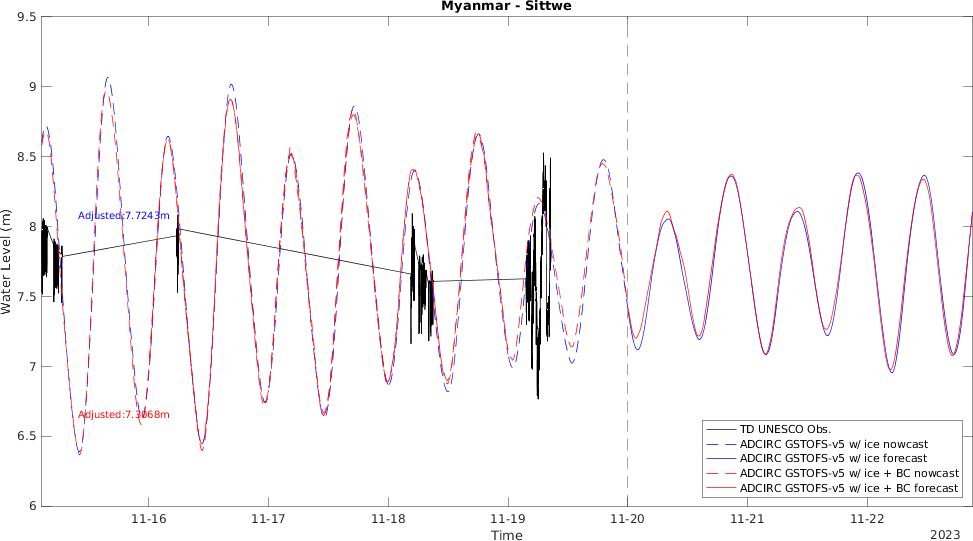 Myanmar - Sittwe
9.5
9
8.5
8
7.5
7
6.5
6
Water Level (m)
Adjusted:7.7243m
Adjusted:7.3068m
TD UNESCO Obs.
ADCIRC GSTOFS-v5 w/ ice nowcast
ADCIRC GSTOFS-v5 w/ ice forecast
ADCIRC GSTOFS-v5 w/ ice + BC nowcast
ADCIRC GSTOFS-v5 w/ ice + BC forecast
11-16 11-17 11-18 11-19 11-20 11-21 11-22
Time
2023